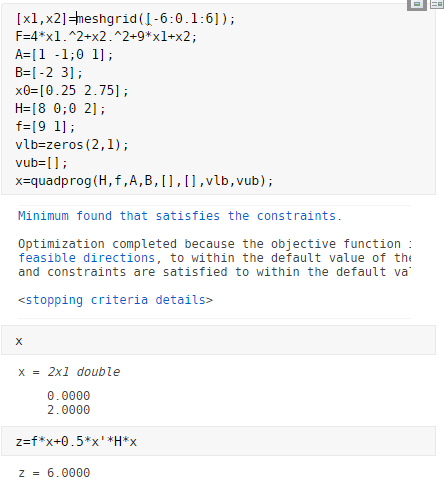 [x1,x2]=meshgrid([-6:0.1:6]);
F=4*x1.^2+x2.^2+9*x1+x2;
A=[1 -1;0 1];
B=[-2 3];
x0=[0.25 2.75];
H=[8 0;0 2];
f=[9 1];
vlb=zeros(2,1);
vub=[];
x=quadprog(H,f,A,B,[],[],vlb,vub);
Minimum found that satisfies the constraints.
Optimization completed because the objective function
feasible directions, to within the default value of the
and constraints are satisfied to within the default
<stopping criteria details>
x
x = 2x1 double
0.0000
2.0000
z=f*x+0.5*x'*H*x
z = 6.0000